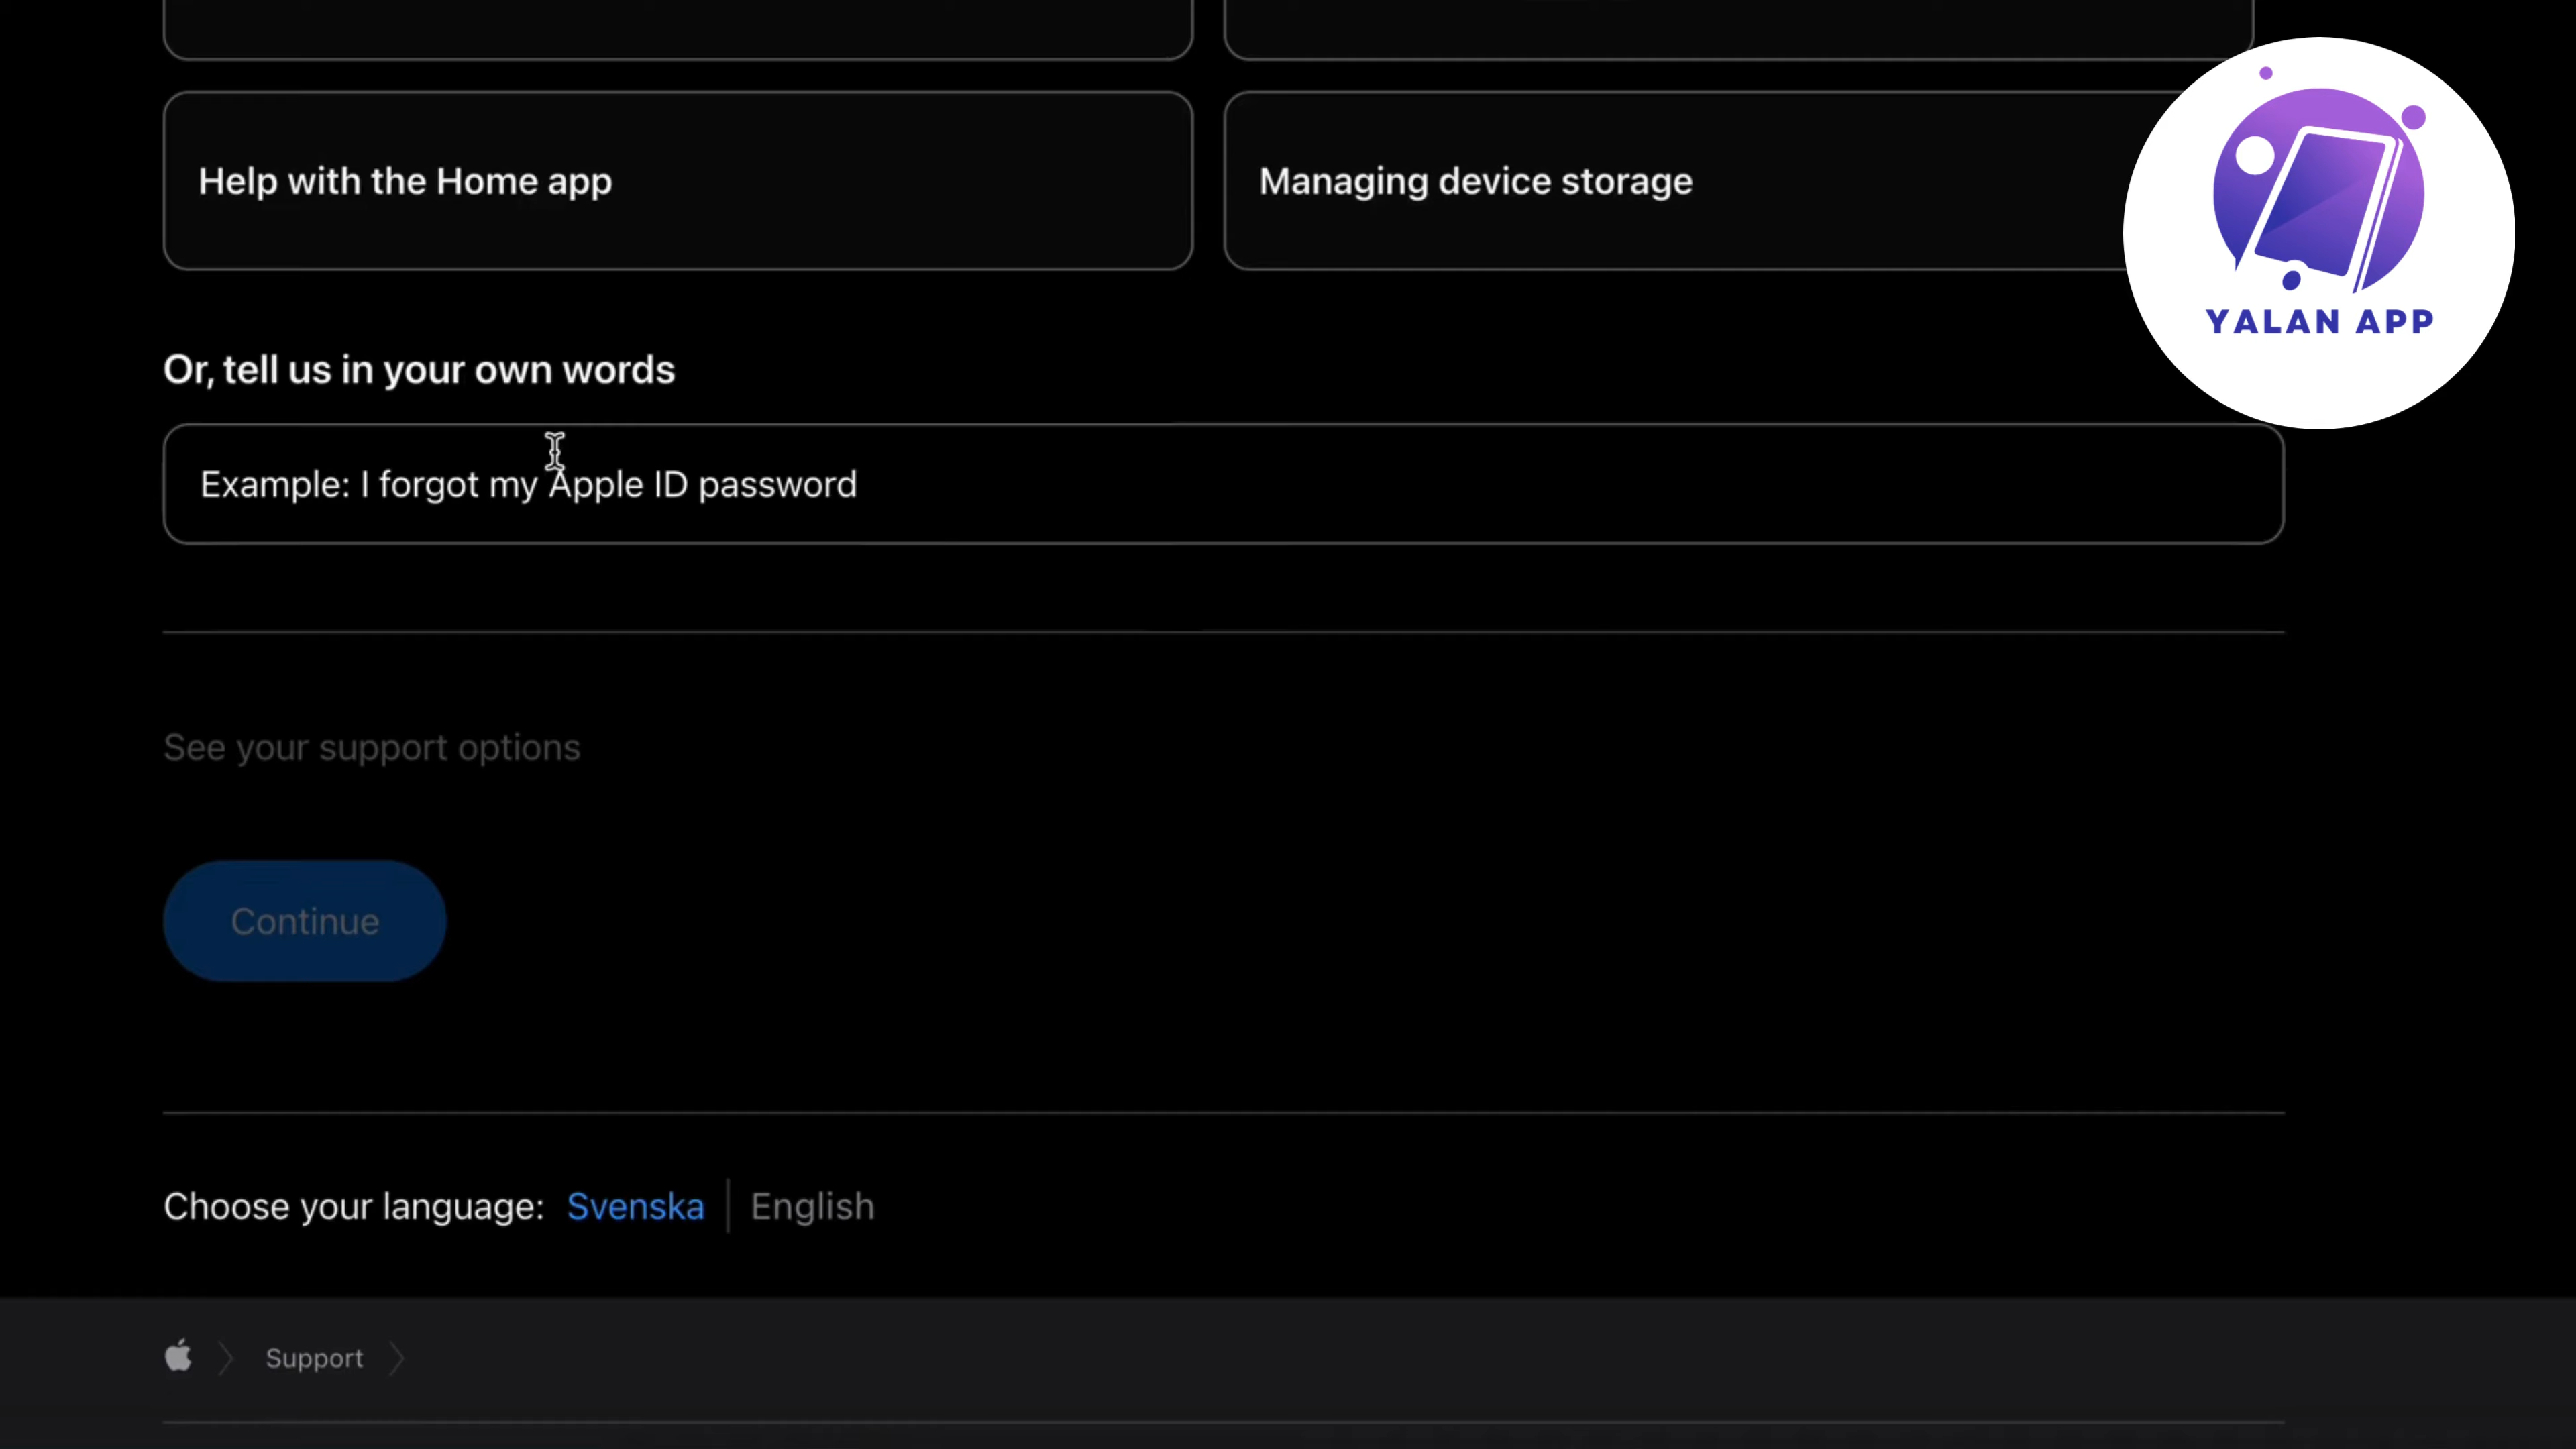 Help with the Home app
Managing device storage
YALAN APP
Or, tell us in your own words
Example: I forgot my Apple ID password
See your support options
Continue
Choose your language: Svenska | English
Support